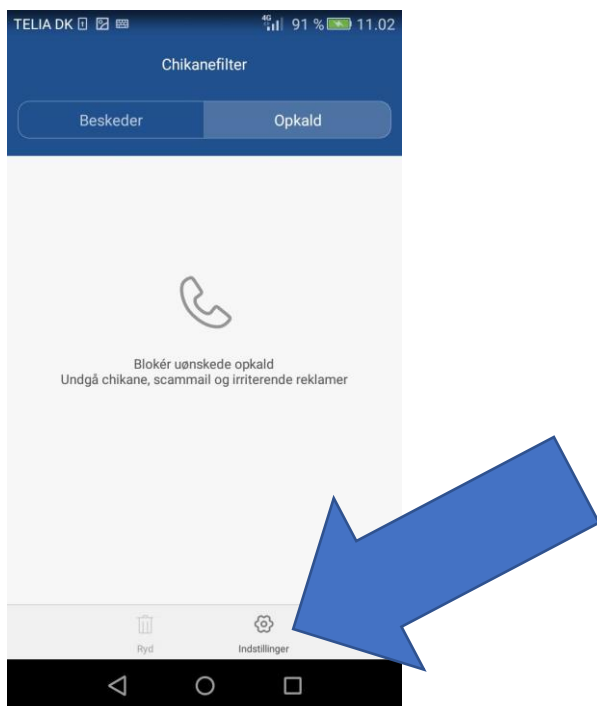 TELIA DK 4G 91 % 11.02
Chikanefilter
Beskeder Opkald
Blokér uønskede opkald
Undgå chikane, scammail og irriterende reklamer
Ryd Indstillinger